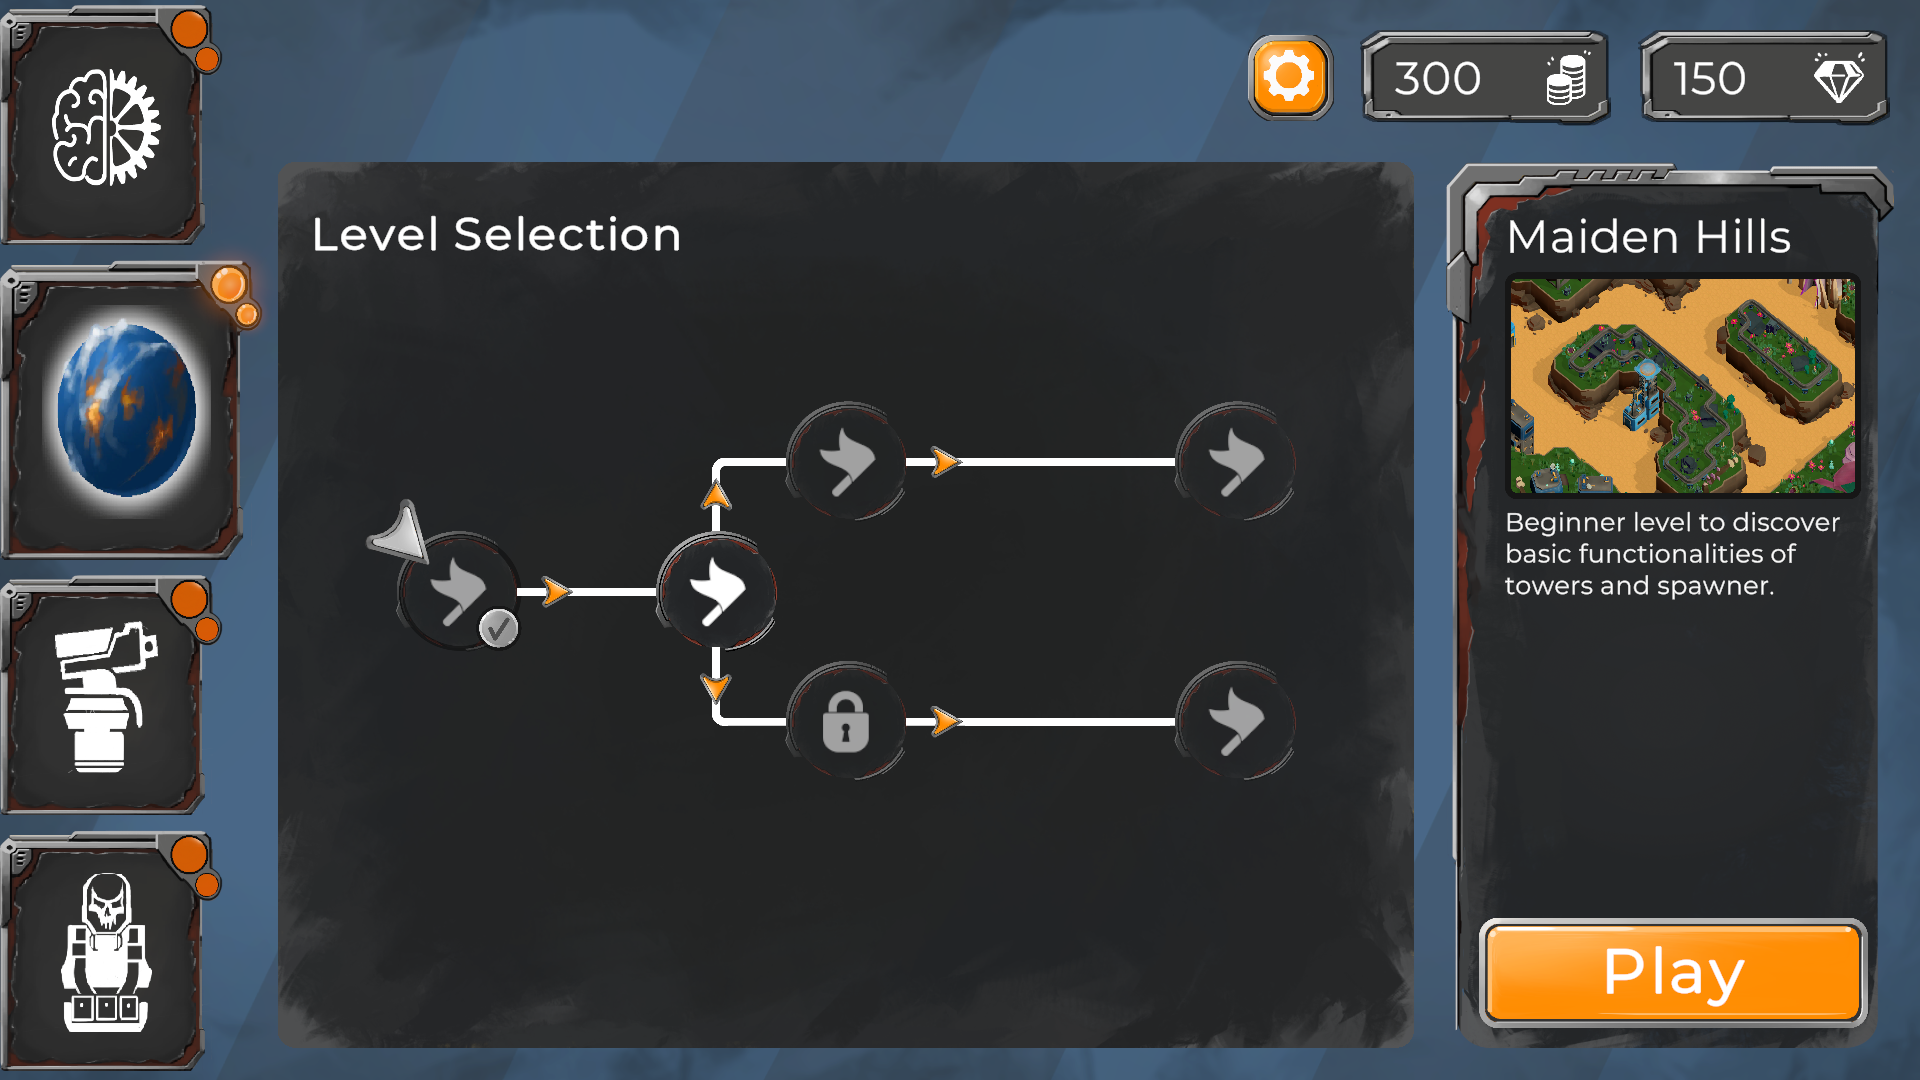 300
150
Level Selection
Maiden Hills
Beginner level to discover
basic functionalities of
towers and spawner.
Play